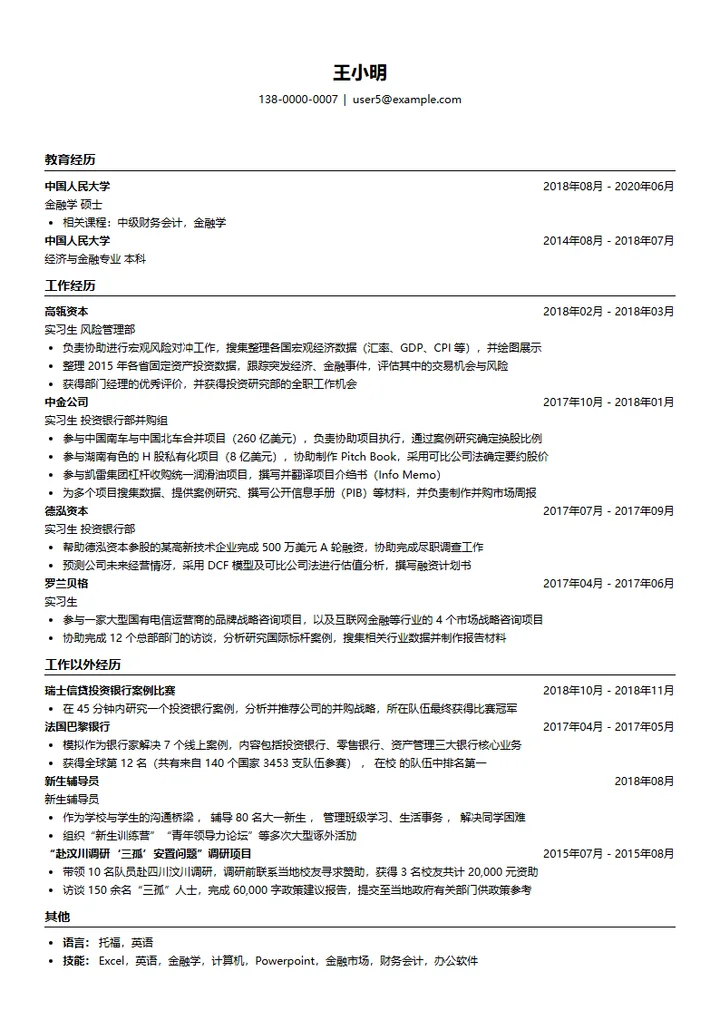 王小明
138-0000-0007 | user5@example.com
教育经历
中国人民大学 2018年08月 - 2020年06月
金融学 硕士
• 相关课程：中级财务会计，金融学
中国人民大学 2014年08月 - 2018年07月
经济与金融专业 本科
工作经历
高瓴资本 2018年02月 - 2018年03月
实习生 风险管理部
• 负责协助进行宏观风险对冲工作，搜集整理各国宏观经济数据（汇率、GDP、CPI 等），并绘图展示
• 整理 2015 年各省固定资产投资数据，跟踪突发经济、金融事件，评估其中的交易机会与风险
• 获得部门经理的优秀评价，并获得投资研究部的全职工作机会
中金公司 2017年10月 - 2018年01月
实习生 投资银行部并购组
• 参与中国南车与中国北车合并项目（260 亿美元），负责协助项目执行，通过案例研究确定换股比例
• 参与湖南有色的 H 股私有化项目（8 亿美元），协助制作 Pitch Book，采用可比公司法确定要约股价
• 参与凯雷集团杠杆收购统一润滑油项目，撰写并翻译项目介绍书（Info Memo）
• 为多个项目搜集数据、提供案例研究、撰写公开信息手册（PIB）等材料，并负责制作并购市场周报
德泓资本 2017年07月 - 2017年09月
实习生 投资银行部
• 帮助德泓资本参股的某高新技术企业完成 500 万美元 A 轮融资，协助完成尽职调查工作
• 预测公司未来经营情况，采用 DCF 模型及可比公司法进行估值分析，撰写融资计划书
罗兰贝格 2017年04月 - 2017年06月
实习生
• 参与一家大型国有电信运营商的品牌战略咨询项目，以及互联网金融等行业的 4 个市场战略咨询项目
• 协助完成 12 个总部部门的访谈，分析研究国际标杆案例，搜集相关行业数据并制作报告材料
工作以外经历
瑞士信贷投资银行案例比赛 2018年10月 - 2018年11月
• 在 45 分钟内研究一个投资银行案例，分析并推荐公司的并购战略，所在队伍最终获得比赛冠军
法国巴黎银行 2017年04月 - 2017年05月
• 模拟作为银行家解决 7 个线上案例，内容包括投资银行、零售银行、资产管理三大银行核心业务
• 获得全球第 12 名（共有来自 140 个国家 3453 支队伍参赛） ，在校 的队伍中排名第一
新生辅导员 2018年08月
新生辅导员
• 作为学校与学生的沟通桥梁 ， 辅导 80 名大一新生 ， 管理班级学习、生活事务 ， 解决同学困难
• 组织“新生训练营”“青年领导力论坛”等多次大型课外活动
“赴汶川调研‘三孤’安置问题”调研项目 2015年07月 - 2015年08月
• 带领 10 名队员赴四川汶川调研，调研前联系当地校友寻求赞助，获得 3 名校友共计 20,000 元资助
• 访谈 150 余名“三孤”人士，完成 60,000 字政策建议报告，提交至当地政府有关部门供政策参考
其他
• 语言： 托福，英语
• 技能： Excel，英语，金融学，计算机，Powerpoint，金融市场，财务会计，办公软件